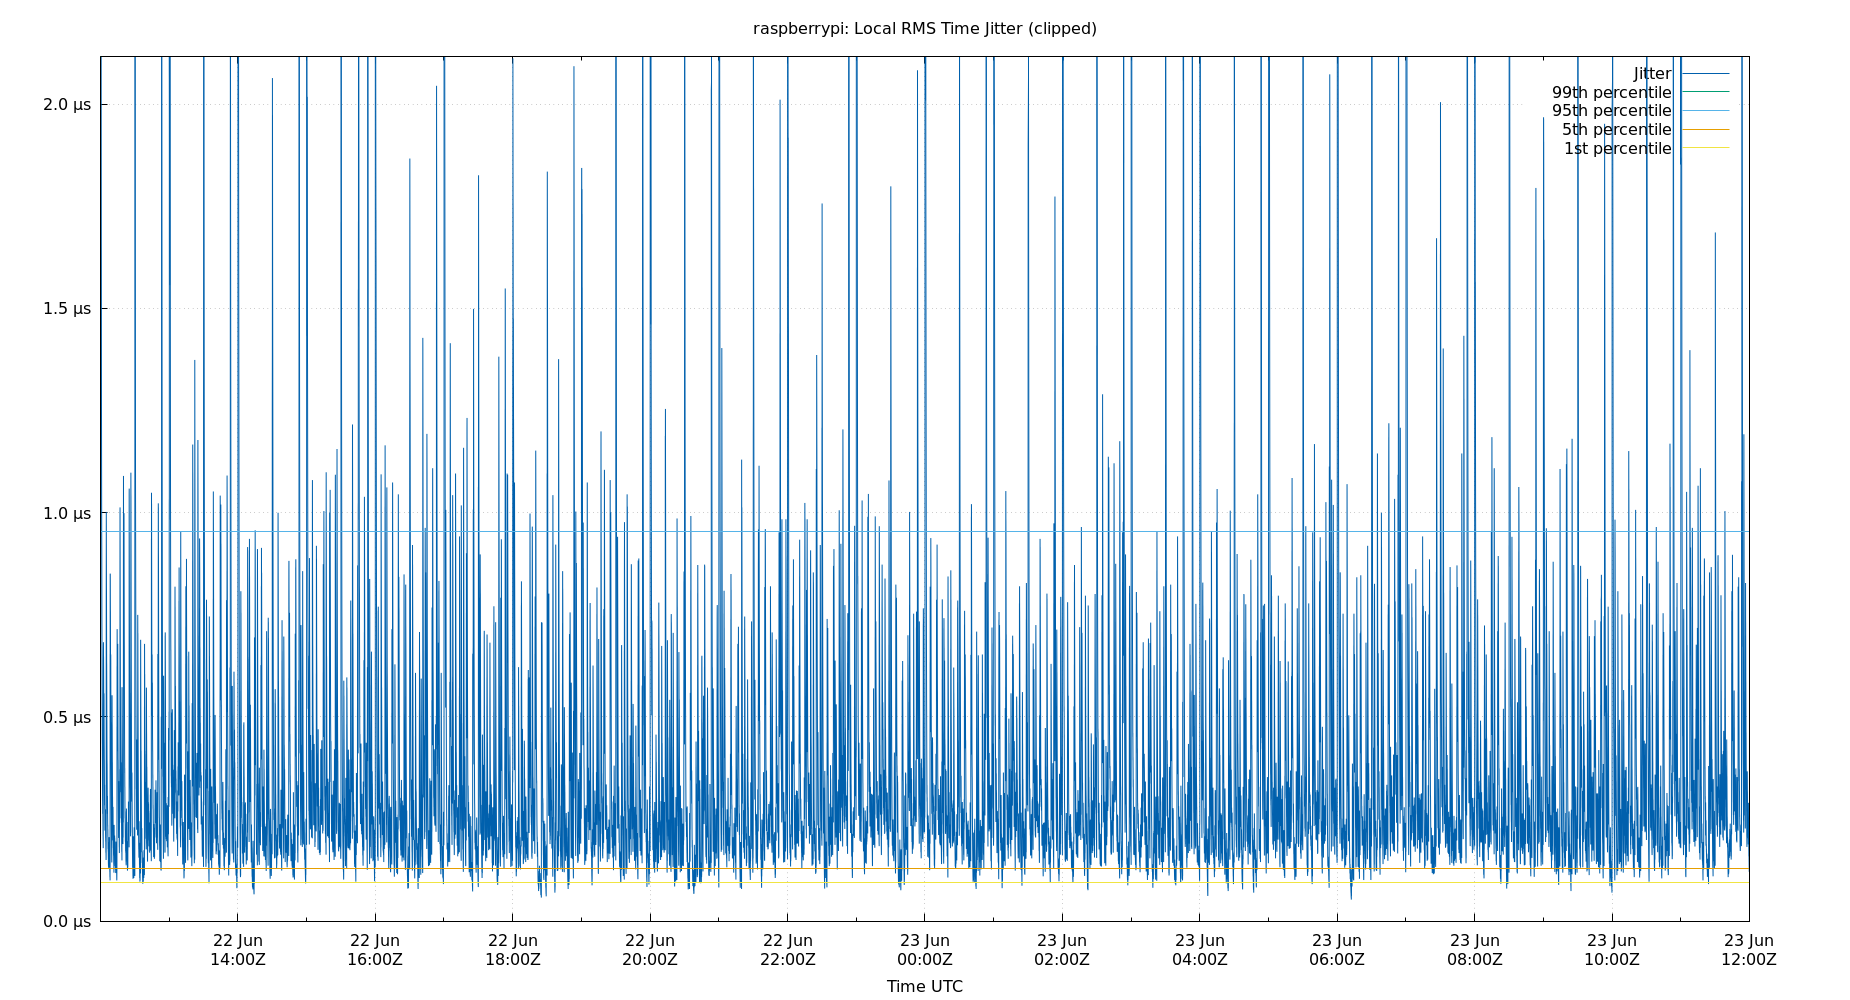 raspberrypi: Local RMS Time Jitter (clipped)
Jitter
99th percentile
95th percentile
5th percentile
1st percentile
2.0 µs
1.5 µs
1.0 µs
0.5 µs
0.0 µs
22 Jun 22 Jun 22 Jun 22 Jun 22 Jun 23 Jun 23 Jun 23 Jun 23 Jun 23 Jun 23 Jun 23 Jun
14:00Z 16:00Z 18:00Z 20:00Z 22:00Z 00:00Z 02:00Z 04:00Z 06:00Z 08:00Z 10:00Z 12:00Z
Time UTC